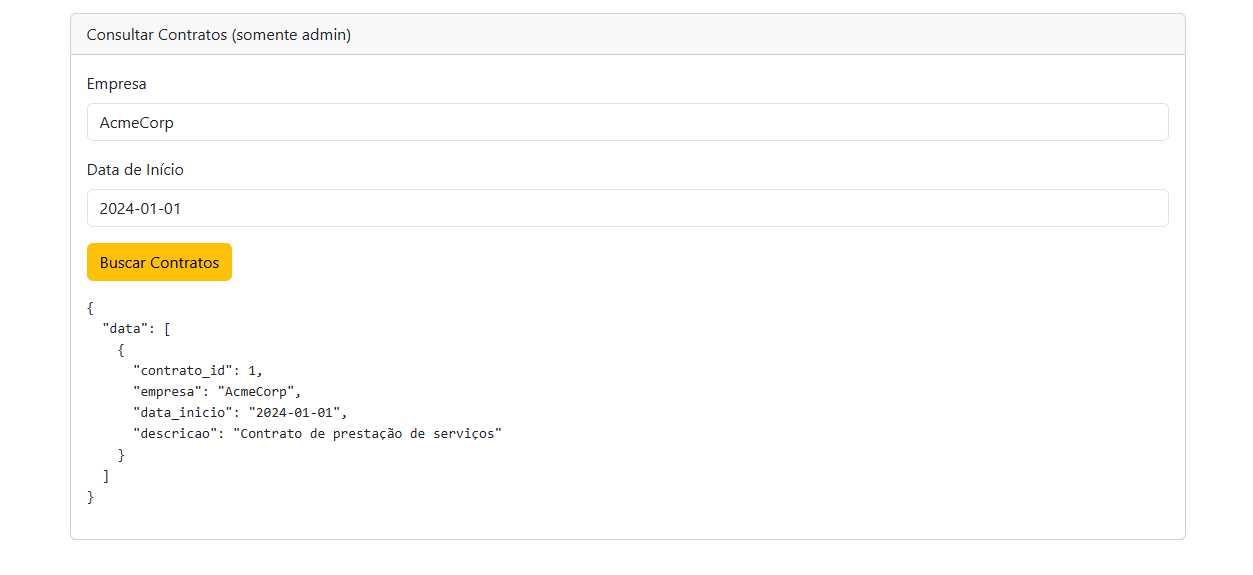 Consultar Contratos (somente admin)
Empresa
AcmeCorp
Data de Início
2024-01-01
Buscar Contratos
{
  "data": [
    {
      "contrato_id": 1,
      "empresa": "AcmeCorp",
      "data_inicio": "2024-01-01",
      "descricao": "Contrato de prestação de serviços"
    }
  ]
}